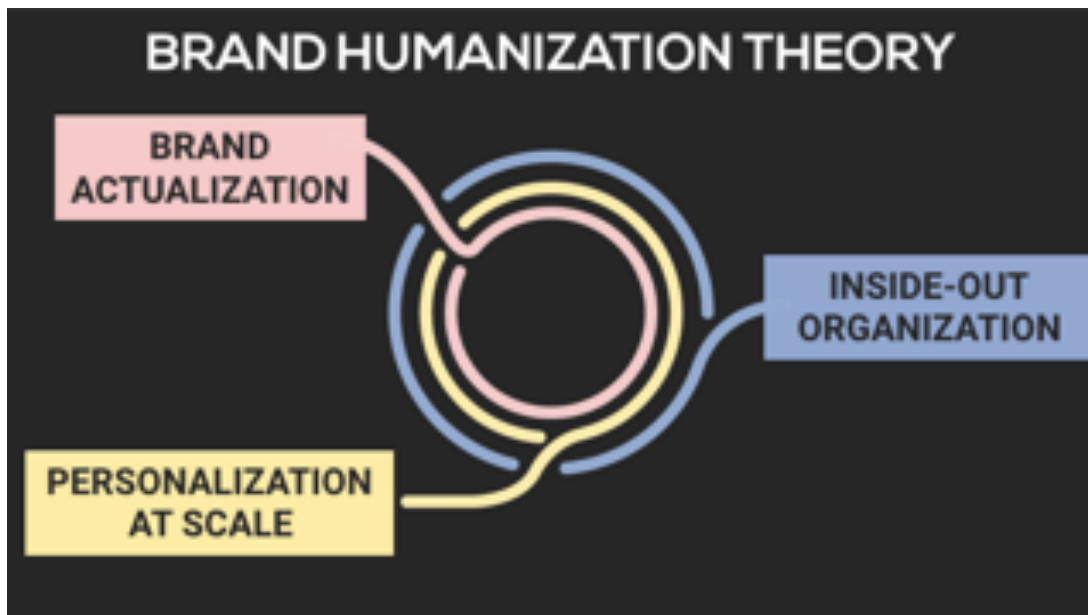 BRAND HUMANIZATION THEORY
BRAND
ACTUALIZATION
INSIDE-OUT
ORGANIZATION
PERSONALIZATION
AT SCALE